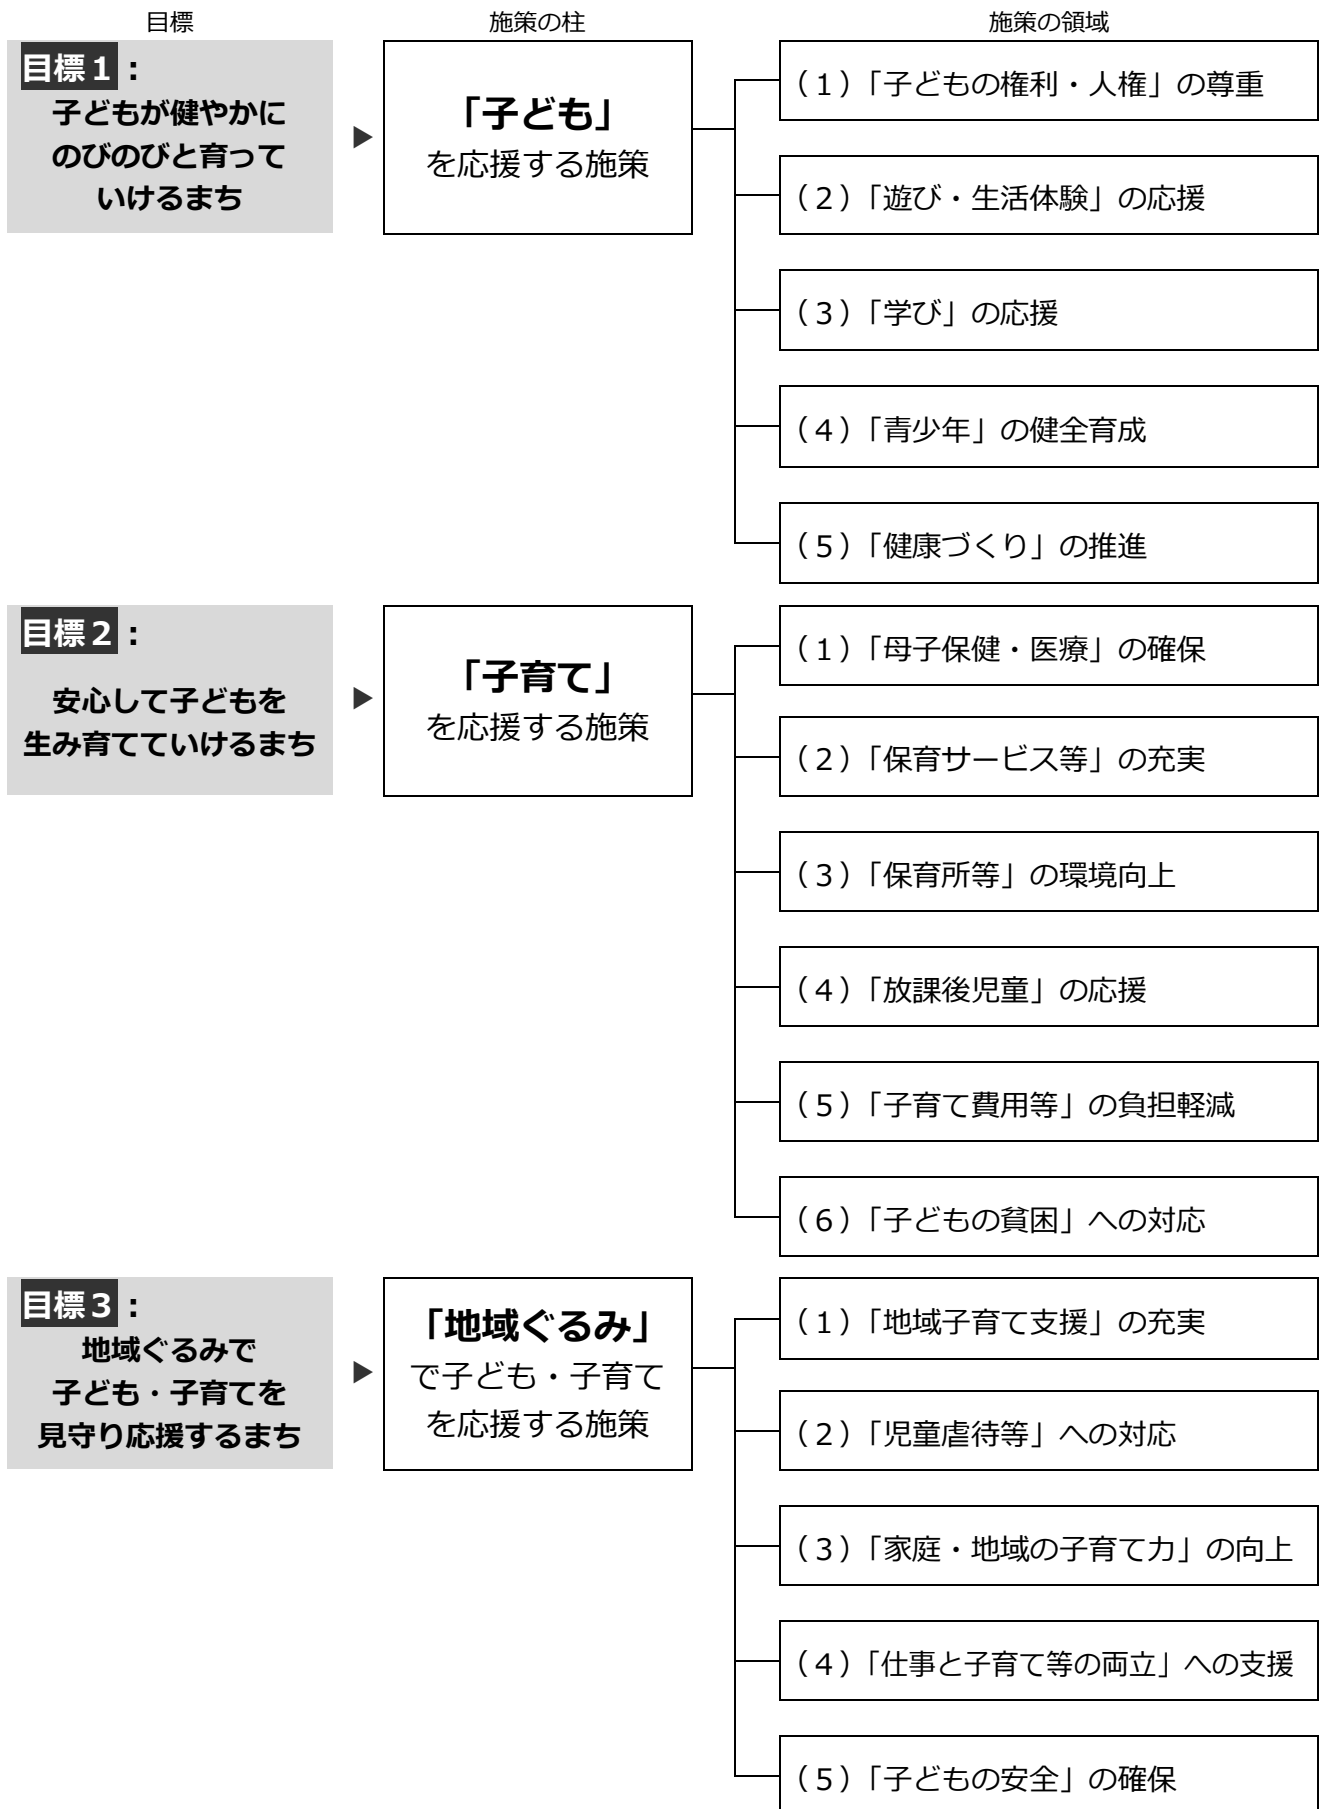 目標
施策の柱
施策の領域
目標１：
子どもが健やかに
のびのびと育って
いけるまち
▶
「子ども」
を応援する施策
（１）「子どもの権利・人権」の尊重
（２）「遊び・生活体験」の応援
（３）「学び」の応援
（４）「青少年」の健全育成
（５）「健康づくり」の推進
目標２：
安心して子どもを
生み育てていけるまち
▶
「子育て」
を応援する施策
（１）「母子保健・医療」の確保
（２）「保育サービス等」の充実
（３）「保育所等」の環境向上
（４）「放課後児童」の応援
（５）「子育て費用等」の負担軽減
（６）「子どもの貧困」への対応
目標３：
地域ぐるみで
子ども・子育てを
見守り応援するまち
▶
「地域ぐるみ」
で子ども・子育て
を応援する施策
（１）「地域子育て支援」の充実
（２）「児童虐待等」への対応
（３）「家庭・地域の子育て力」の向上
（４）「仕事と子育て等の両立」への支援
（５）「子どもの安全」の確保